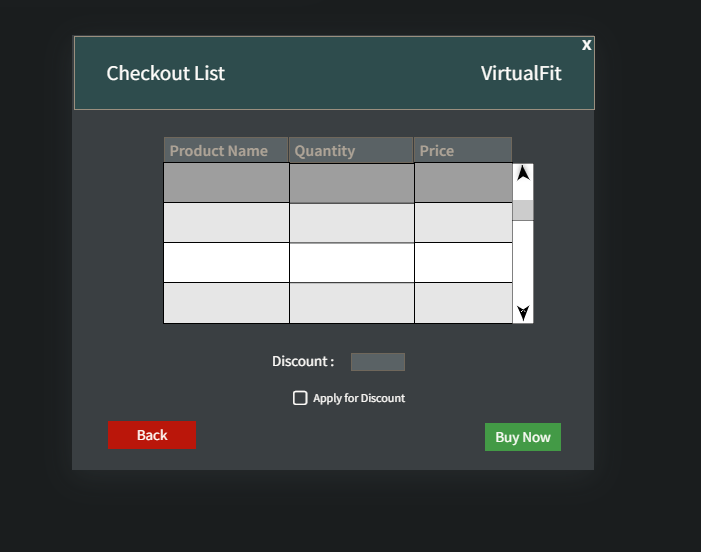 x
Checkout List VirtualFit
Product Name Quantity Price
Discount :
Apply for Discount
Back Buy Now